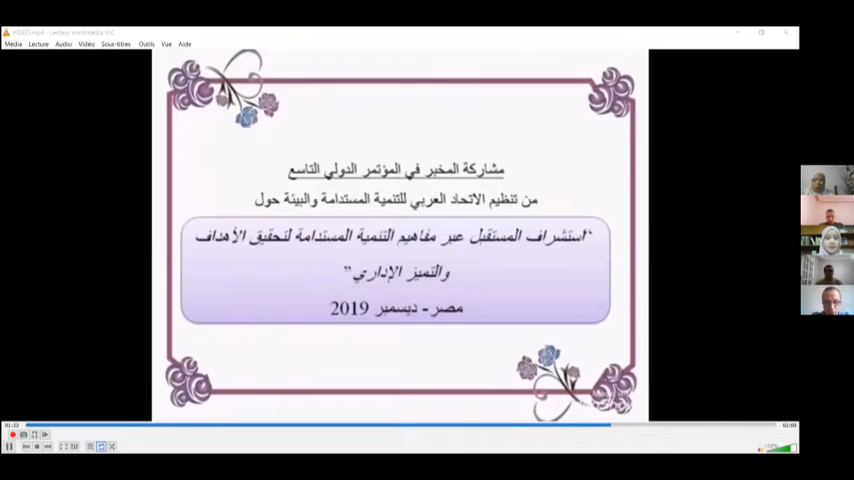 VIDEO.mp4 - Lecteur multimédia VLC
Média Lecture Audio Vidéo Sous-titres Outils Vue Aide
مشاركة المخبر في المؤتمر الدولي التاسع
من تنظيم الاتحاد العربي للتنمية المستدامة والبيئة حول
"استشراف المستقبل عبر مفاهيم التنمية المستدامة لتحقيق الأهداف
والتميز الإداري"
مصر - ديسمبر 2019
01:33
02:00